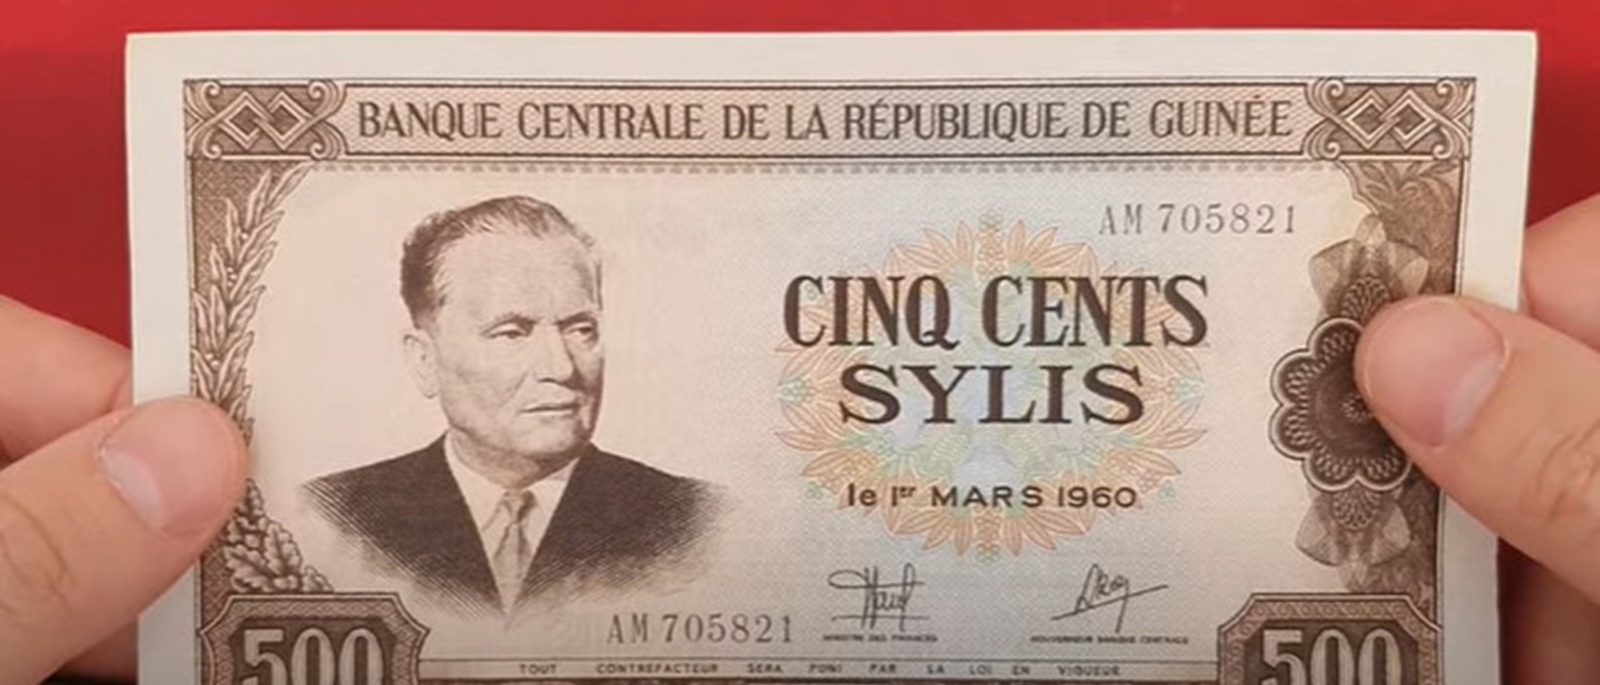 BANQUE CENTRALE DE LA RÉPUBLIQUE DE GUINÉE
AM 705821
CINQ CENTS
SYLIS
le 1er MARS 1960
AM 705821
MINISTRE DES FINANCES
GOUVERNEUR BANQUE CENTRALE
500
500
TOUT CONTREFACTEUR SERA PUNI PAR LA LOI EN VIGUEUR